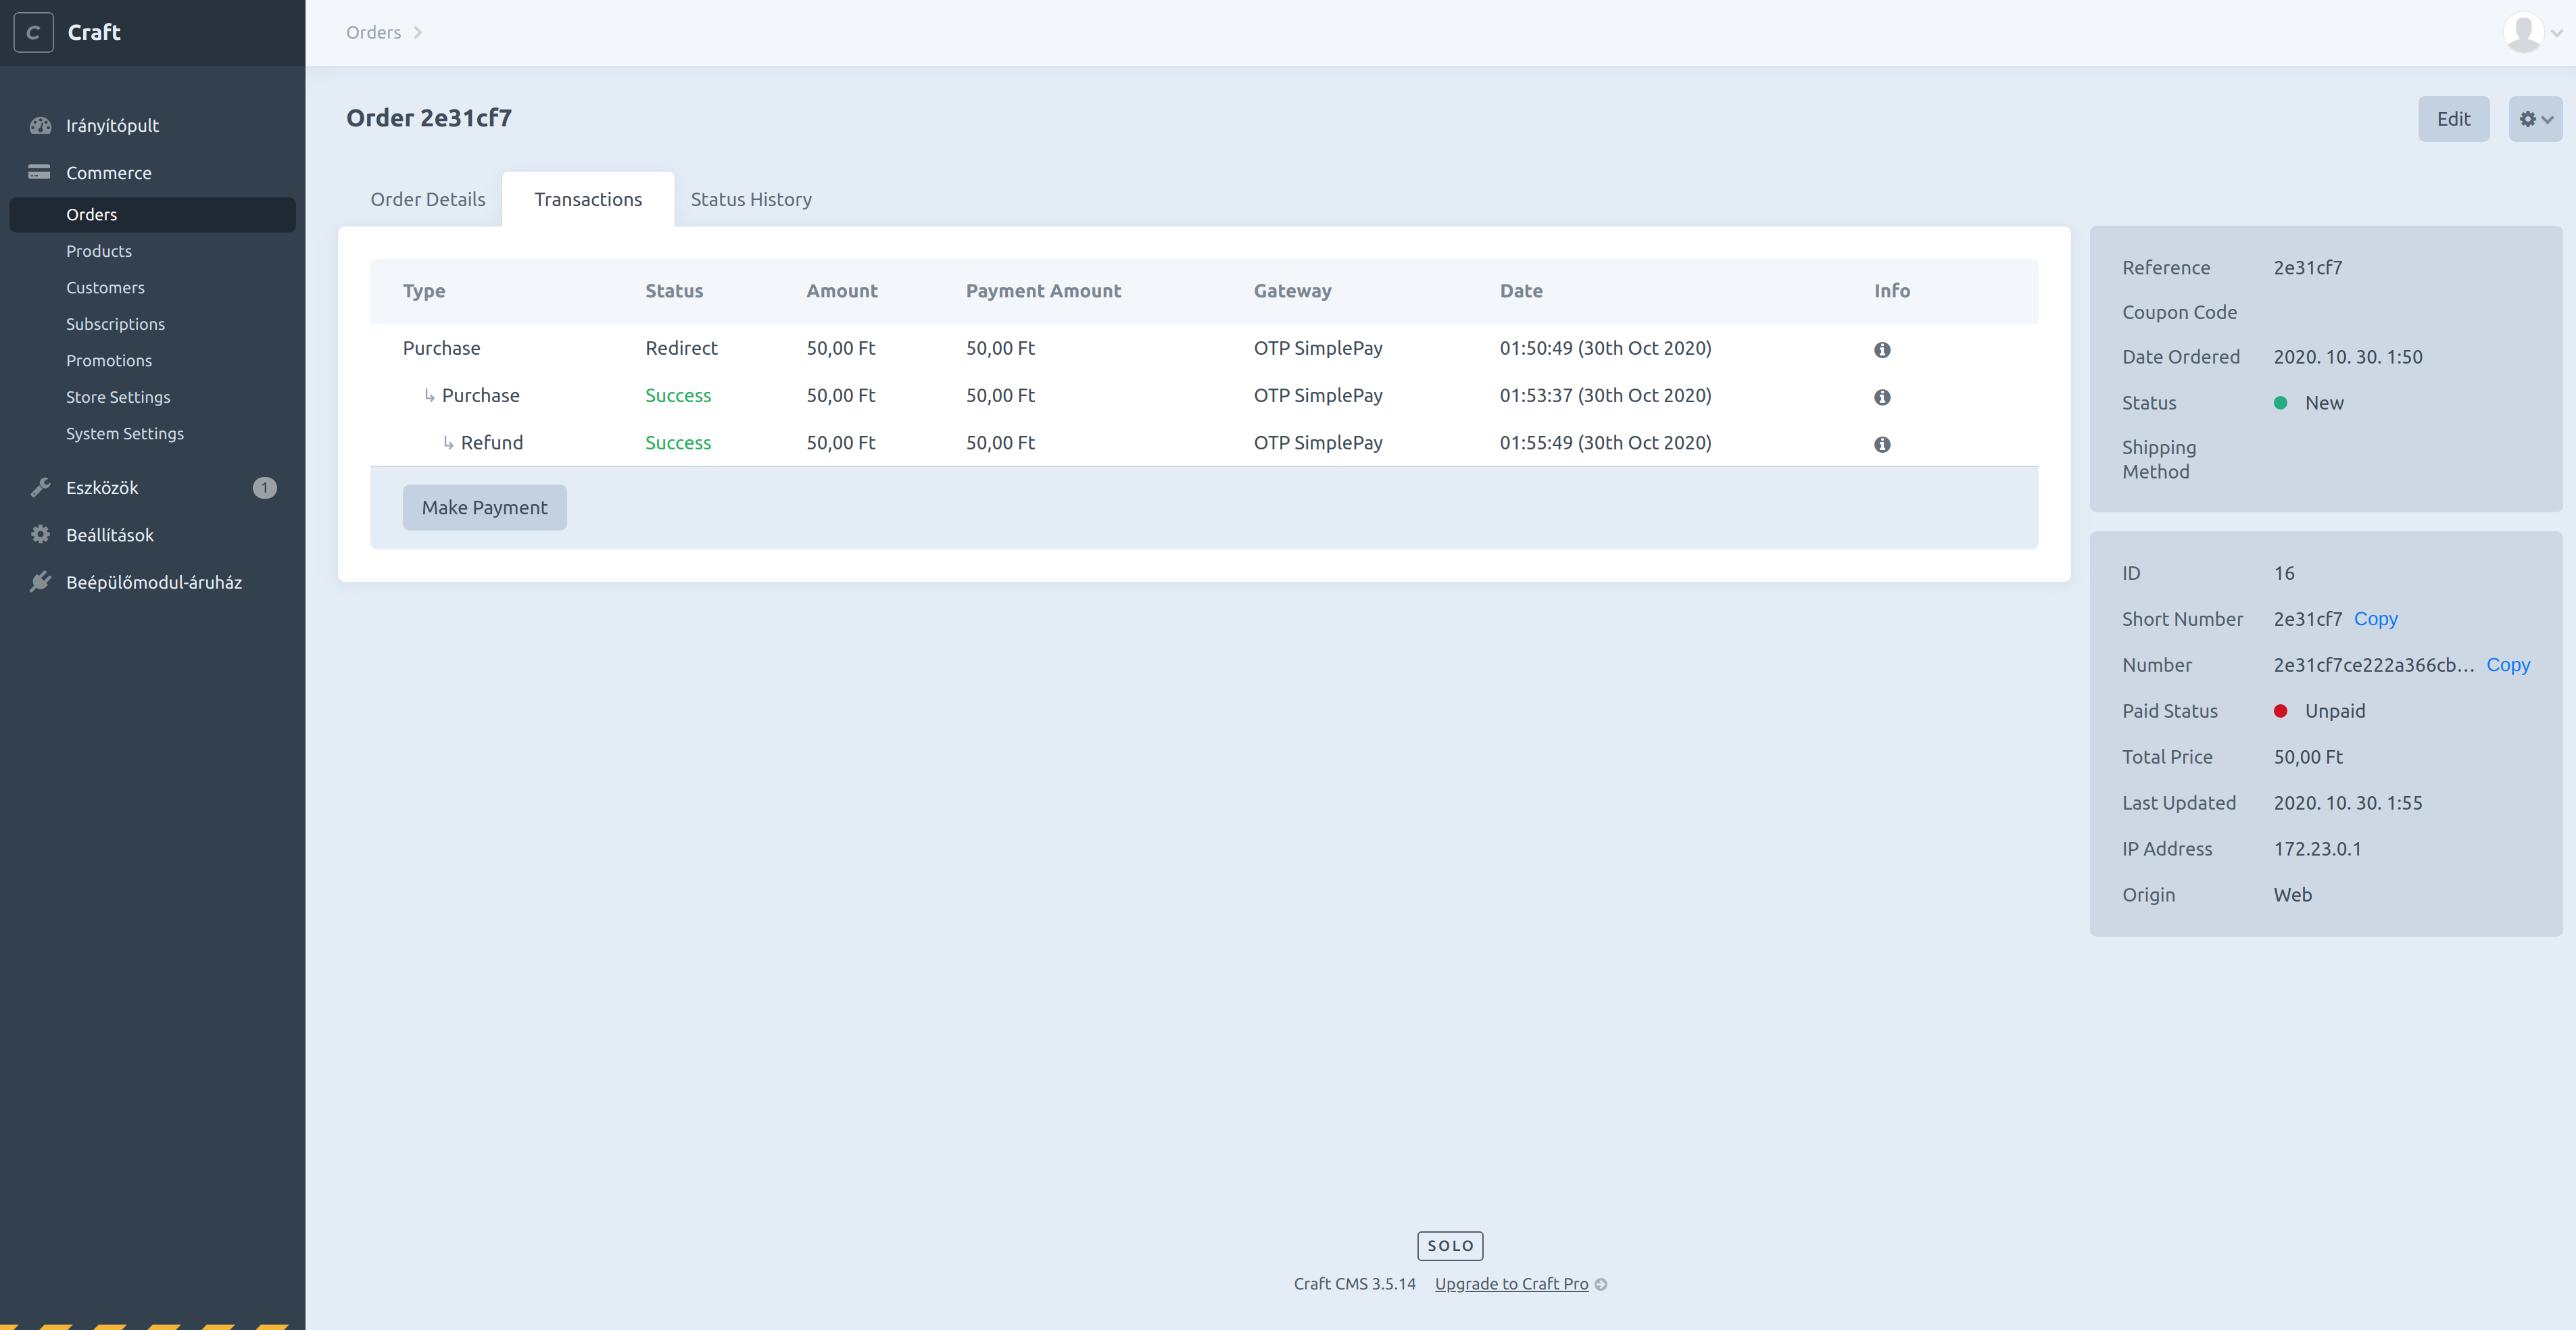 C Craft
Orders
Irányítópult
Commerce
Orders
Products
Customers
Subscriptions
Promotions
Store Settings
System Settings
Eszközök 1
Beállítások
Beépülőmodul-áruház
Order 2e31cf7
Edit
Order Details Transactions Status History
Type Status Amount Payment Amount Gateway Date Info
Purchase Redirect 50,00 Ft 50,00 Ft OTP SimplePay 01:50:49 (30th Oct 2020)
↳ Purchase Success 50,00 Ft 50,00 Ft OTP SimplePay 01:53:37 (30th Oct 2020)
↳ Refund Success 50,00 Ft 50,00 Ft OTP SimplePay 01:55:49 (30th Oct 2020)
Make Payment
Reference 2e31cf7
Coupon Code
Date Ordered 2020. 10. 30. 1:50
Status New
Shipping
Method
ID 16
Short Number 2e31cf7 Copy
Number 2e31cf7ce222a366cb… Copy
Paid Status Unpaid
Total Price 50,00 Ft
Last Updated 2020. 10. 30. 1:55
IP Address 172.23.0.1
Origin Web
SOLO
Craft CMS 3.5.14 Upgrade to Craft Pro